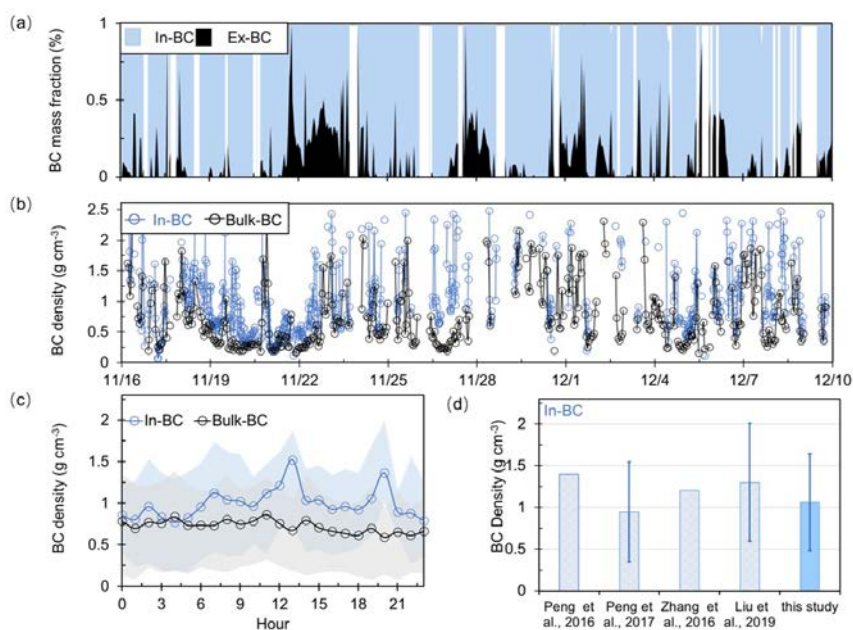 (a)
BC mass fraction (%)
1
0.5
0
In-BC Ex-BC
(b)
BC density (g cm⁻³)
2.5
2
1.5
1
0.5
0
In-BC Bulk-BC
11/16 11/19 11/22 11/25 11/28 12/1 12/4 12/7 12/10
(c)
BC density (g cm⁻³)
2
1.5
1
0.5
0
In-BC Bulk-BC
0 3 6 9 12 15 18 21
Hour
(d)
BC Density (g cm⁻³)
In-BC
2
1.5
1
0.5
0
Peng et al., 2016
Peng et al., 2017
Zhang et al., 2016
Liu et al., 2019
this study